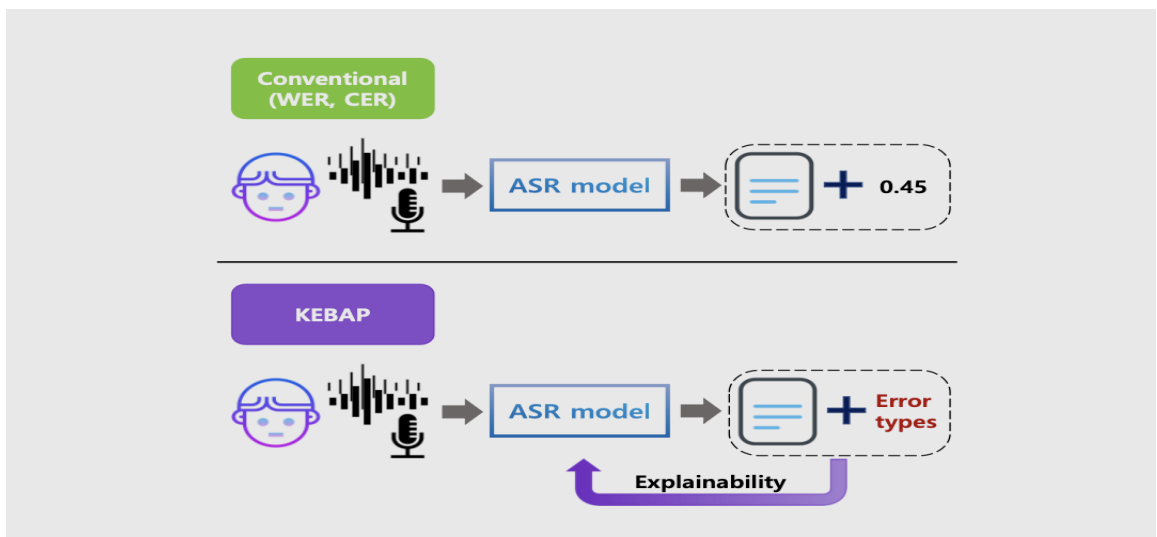 Conventional
(WER, CER)
ASR model
0.45
KEBAP
ASR model
Error
types
Explainability